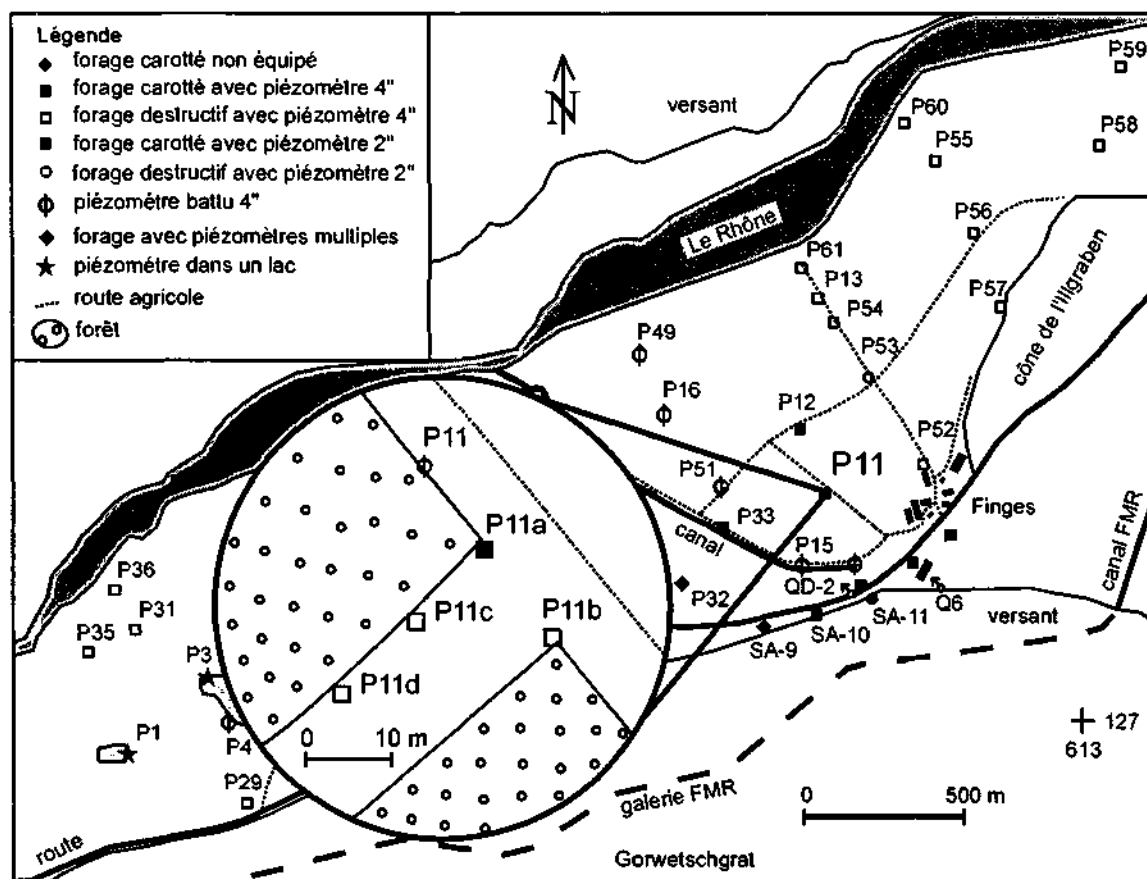 Légende
forage carotté non équipé
forage carotté avec piézomètre 4"
forage destructif avec piézomètre 4"
forage carotté avec piézomètre 2"
forage destructif avec piézomètre 2"
piézomètre battu 4"
forage avec piézomètres multiples
piézomètre dans un lac
route agricole
forêt
N
versant
P59
P60
P55
P58
Le Rhône
P56
P61
P13
P54
P57
cône de l'Illgraben
P49
P53
P16
P12
P11
P52
P11
P51
P11a
P33
Finges
canal
canal FMR
P15
P36
P11c
P11b
P32
QD-2
Q6
P31
SA-11
versant
P35
SA-10
P3
SA-9
P11d
P1
P4
0 10 m
127
613
P29
galerie FMR
0 500 m
route
Gorwetschgrat